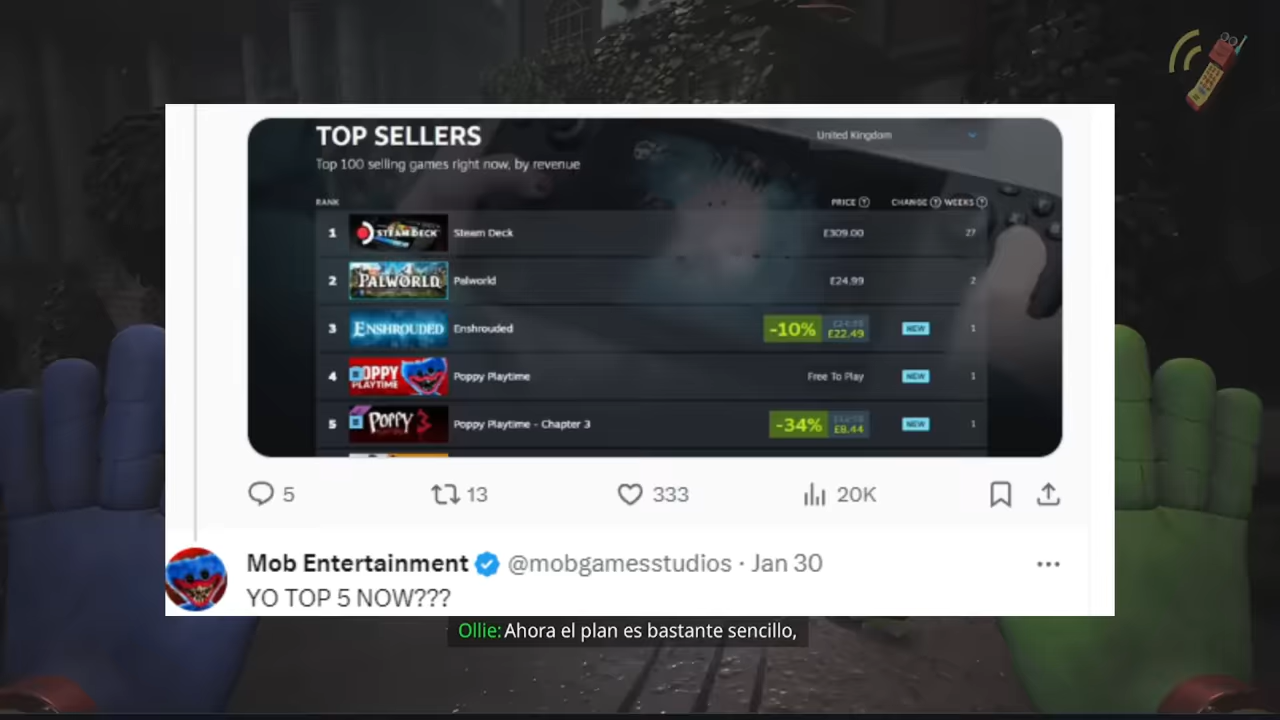 TOP SELLERS
United Kingdom
Top 100 selling games right now, by revenue
RANK PRICE CHANGE WEEKS
1 STEAM DECK Steam Deck £309.00 27
2 PALWORLD Palworld £24.99 2
3 ENSHROUDED Enshrouded -10% £22.49 NEW 1
4 POPPY PLAYTIME Poppy Playtime Free To Play NEW 1
5 POPPY 3 Poppy Playtime - Chapter 3 -34% £8.44 NEW 1
5 13 333 20K
Mob Entertainment @mobgamesstudios · Jan 30
YO TOP 5 NOW???
Ollie: Ahora el plan es bastante sencillo,